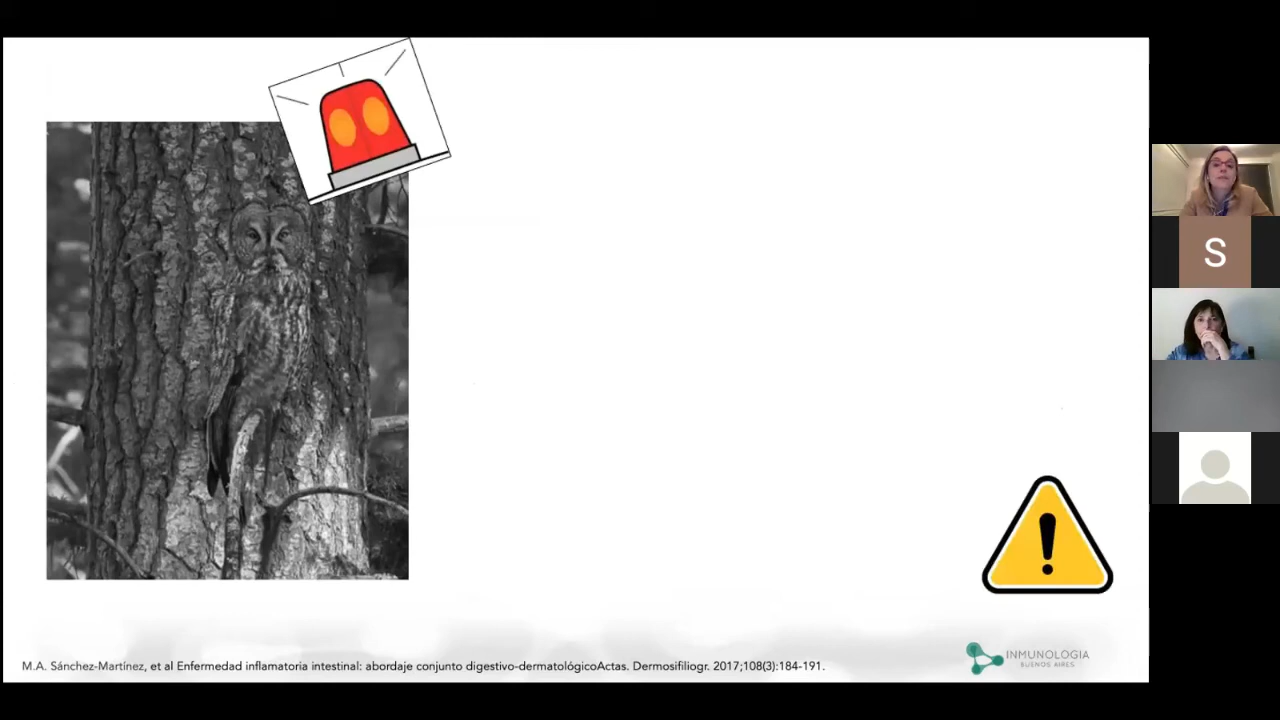 S
M.A. Sánchez-Martínez, et al Enfermedad inflamatoria intestinal: abordaje conjunto digestivo-dermatológicoActas. Dermosifiliogr. 2017;108(3):184-191.
INMUNOLOGIA
BUENOS AIRES